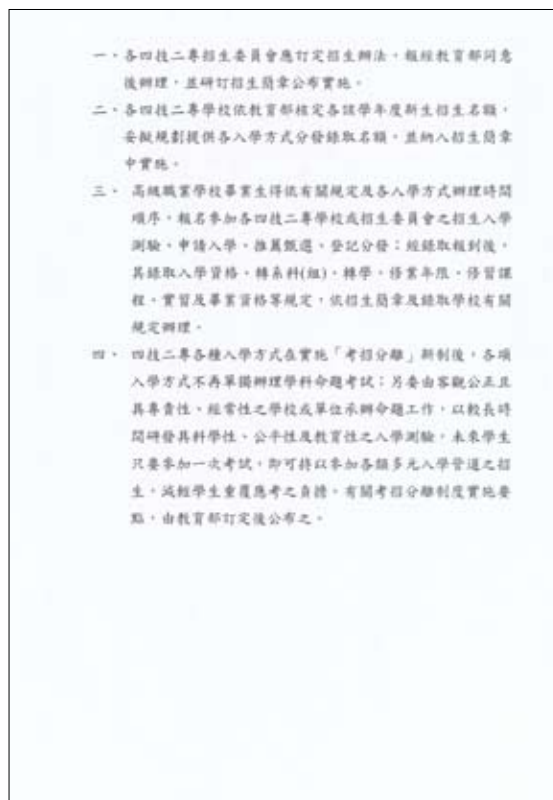 一、各四技二專招生委員會應訂定招生辦法，報經教育部同意
後辦理，並研訂招生簡章公布實施。
二、各四技二專學校依教育部核定各該學年度新生招生名額，
妥擬規劃提供各入學方式分發錄取名額，並納入招生簡章
中實施。
三、 高級職業學校畢業生得依有關規定及各入學方式辦理時間
順序，報名參加各四技二專學校或招生委員會之招生入學
測驗、申請入學、推薦甄選、登記分發；經錄取報到後，
其錄取入學資格、轉系科(組)、轉學、修業年限、修習課
程、實習及畢業資格等規定，依招生簡章及錄取學校有關
規定辦理。
四、 四技二專各種入學方式在實施「考招分離」新制後，各項
入學方式不再單獨辦理學科命題考試；另委由客觀公正且
具專責性、經常性之學校或單位承辦命題工作，以較長時
間研發具科學性、公平性及教育性之入學測驗。未來學生
只要參加一次考試，即可持以參加各類多元入學管道之招
生，減輕學生重覆應考之負擔。有關考招分離制度實施要
點，由教育部訂定後公布之。